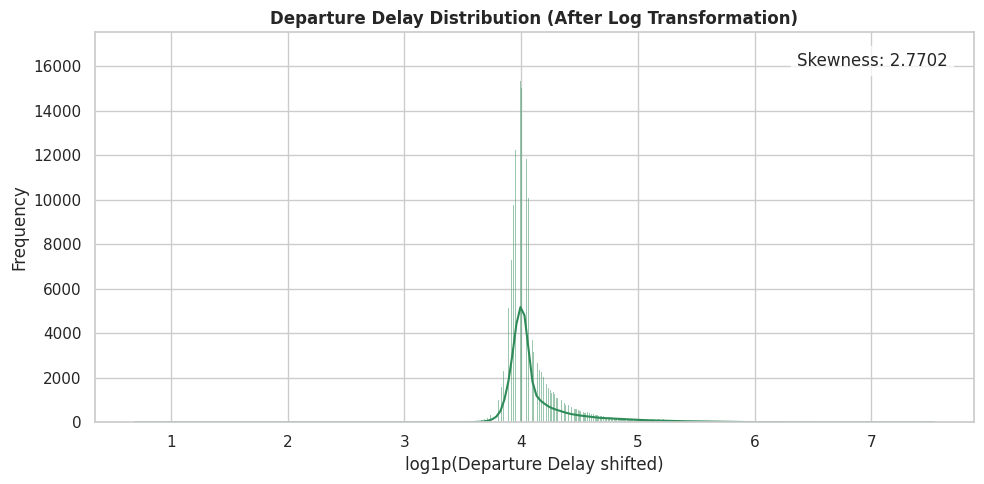 Departure Delay Distribution (After Log Transformation)
Skewness: 2.7702
16000
14000
12000
10000
8000
6000
4000
2000
0
Frequency
1 2 3 4 5 6 7
log1p(Departure Delay shifted)